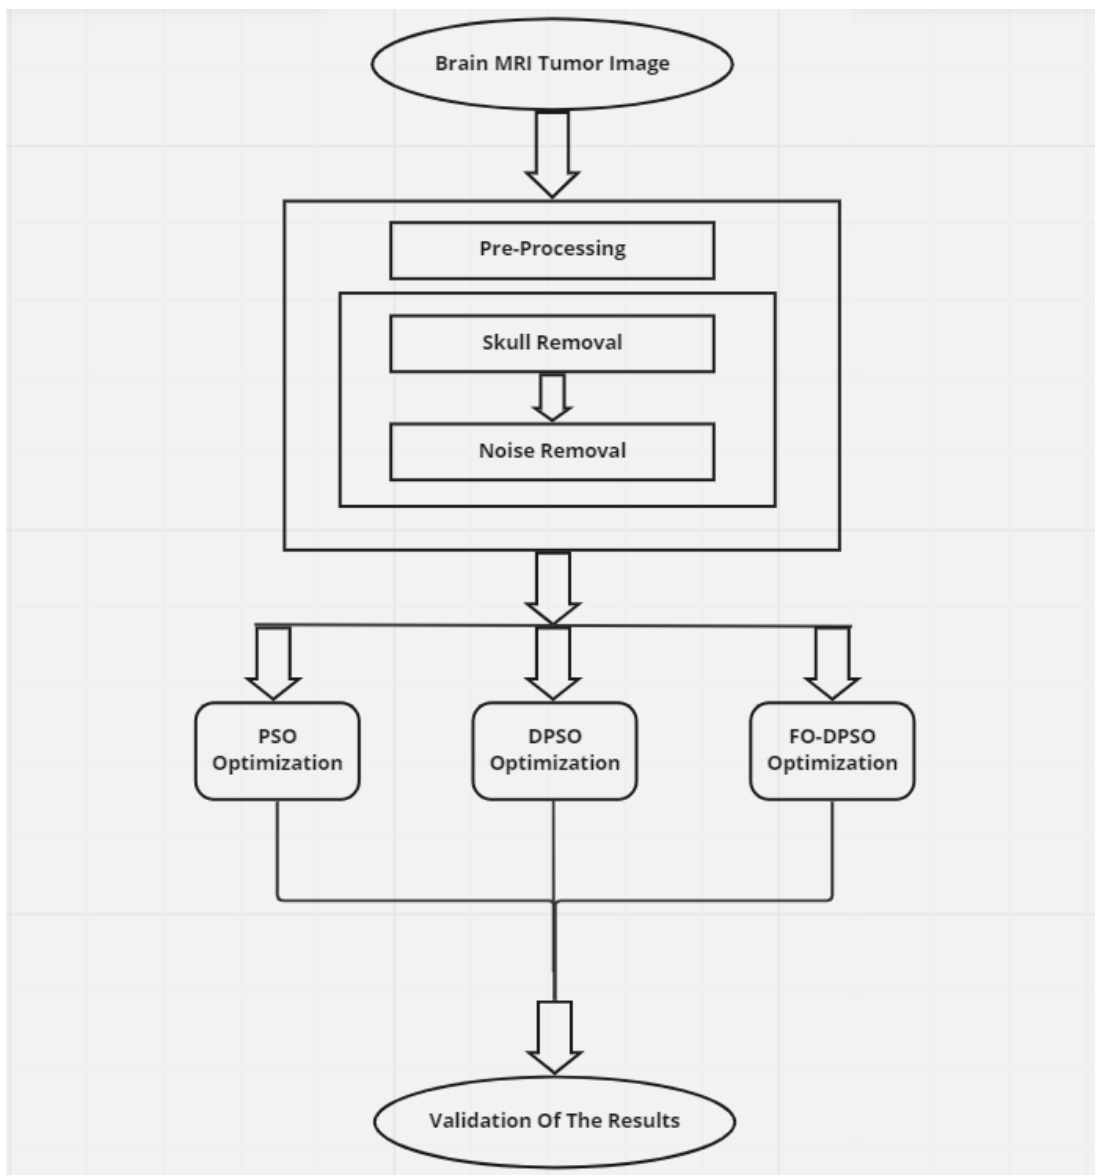 Brain MRI Tumor Image
Pre-Processing
Skull Removal
Noise Removal
PSO
Optimization
DPSO
Optimization
FO-DPSO
Optimization
Validation Of The Results